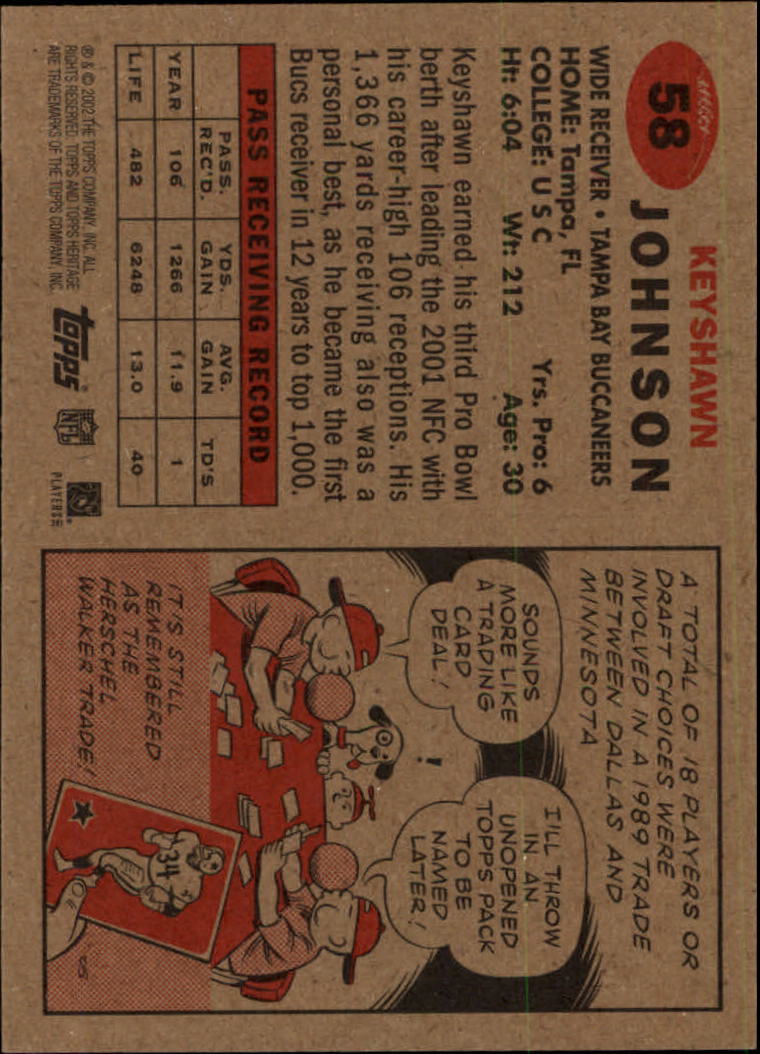 58
KEYSHAWN
JOHNSON
WIDE RECEIVER • TAMPA BAY BUCCANEERS
HOME: Tampa, FL
COLLEGE: U S C Yrs. Pro: 6
Ht: 6:04 Wt: 212 Age: 30
Keyshawn earned his third Pro Bowl
berth after leading the 2001 NFC with
his career-high 106 receptions. His
1,366 yards receiving also was a
personal best, as he became the first
Bucs receiver in 12 years to top 1,000.
PASS RECEIVING RECORD
PASS. REC'D. YDS. GAIN AVG. GAIN TD'S
YEAR 106 1266 11.9 1
LIFE 482 6248 13.0 40
® & © 2002 THE TOPPS COMPANY, INC. ALL
RIGHTS RESERVED. TOPPS AND TOPPS HERITAGE
ARE TRADEMARKS OF THE TOPPS COMPANY, INC.
topps®
NFL
PLAYERS
A TOTAL OF 18 PLAYERS OR
DRAFT CHOICES WERE
INVOLVED IN A 1989 TRADE
BETWEEN DALLAS AND
MINNESOTA
SOUNDS
MORE LIKE
A TRADING
CARD
DEAL!
!
I'LL THROW
IN AN
UNOPENED
TOPPS PACK
TO BE
NAMED
LATER!
IT'S STILL
REMEMBERED
AS THE
HERSCHEL
WALKER TRADE!
34